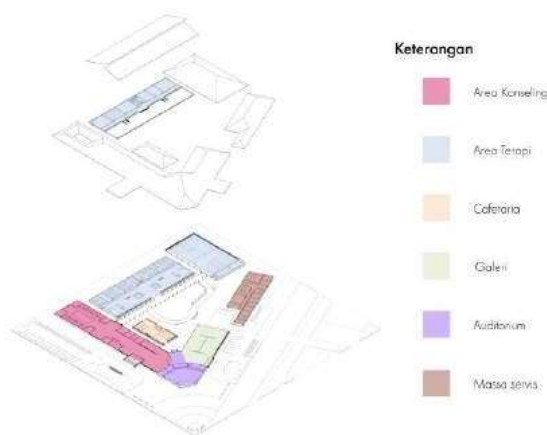 Keterangan
Area Konseling
Area Terapi
Cafetaria
Galeri
Auditorium
Massa servis